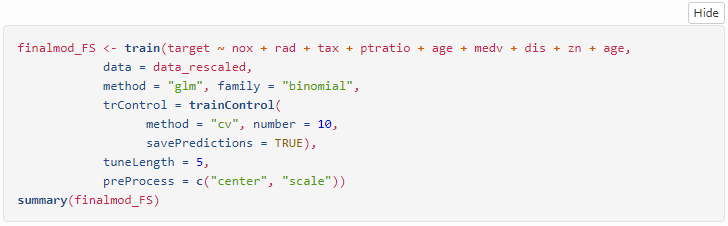 Hide
finalmod_FS <- train(target ~ nox + rad + tax + ptratio + age + medv + dis + zn + age,
            data = data_rescaled,
            method = "glm", family = "binomial",
            trControl = trainControl(
                  method = "cv", number = 10,
                  savePredictions = TRUE),
            tuneLength = 5,
            preProcess = c("center", "scale"))
summary(finalmod_FS)